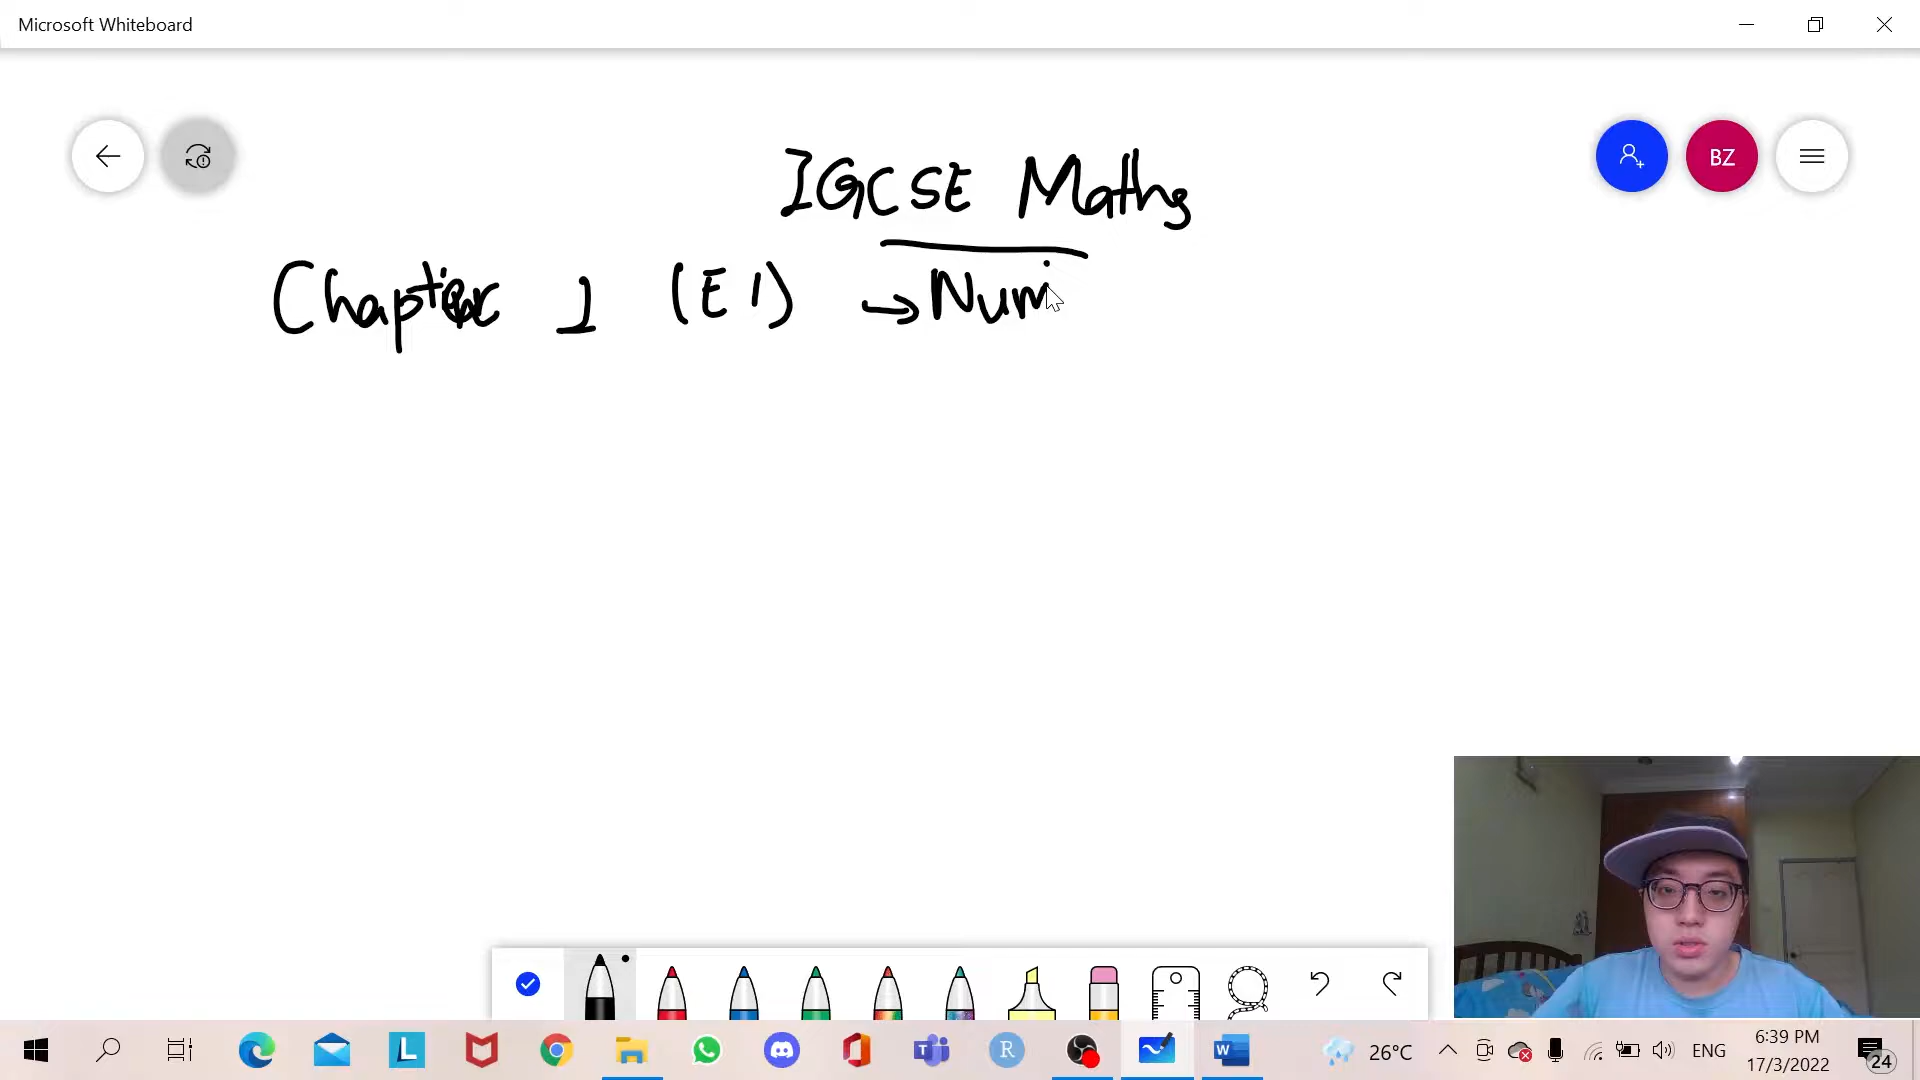 Microsoft Whiteboard
BZ
IGCSE Maths
Chapter 1 (E1) → Num
L
R
W
26°C
ENG
6:39 PM
17/3/2022
24